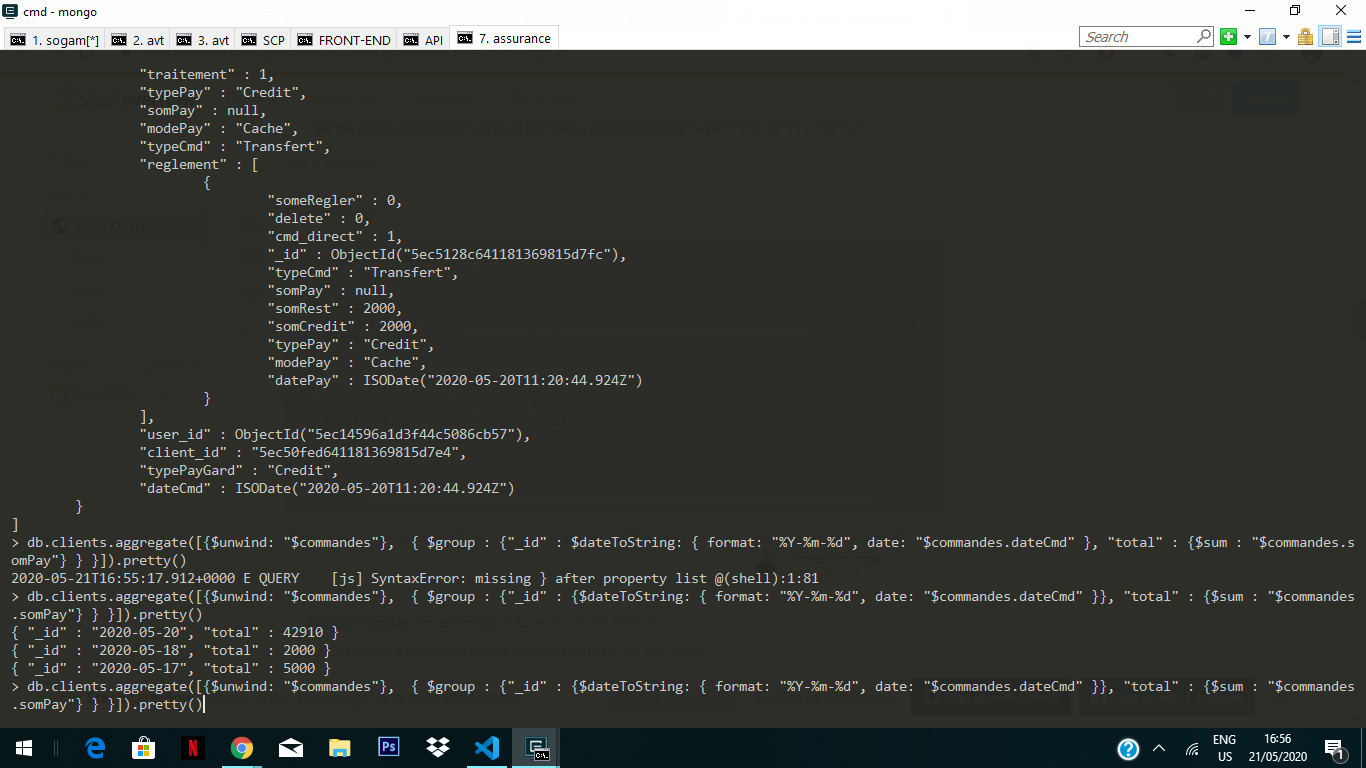 cmd - mongo
1. sogam[*] 2. avt 3. avt SCP FRONT-END API 7. assurance Search
"traitement" : 1,
"typePay" : "Credit",
"somPay" : null,
"modePay" : "Cache",
"typeCmd" : "Transfert",
"reglement" : [
{
"someRegler" : 0,
"delete" : 0,
"cmd_direct" : 1,
"_id" : ObjectId("5ec5128c641181369815d7fc"),
"typeCmd" : "Transfert",
"somPay" : null,
"somRest" : 2000,
"somCredit" : 2000,
"typePay" : "Credit",
"modePay" : "Cache",
"datePay" : ISODate("2020-05-20T11:20:44.924Z")
}
],
"user_id" : ObjectId("5ec14596a1d3f44c5086cb57"),
"client_id" : "5ec50fed641181369815d7e4",
"typePayGard" : "Credit",
"dateCmd" : ISODate("2020-05-20T11:20:44.924Z")
}
]
> db.clients.aggregate([{$unwind: "$commandes"},  { $group : {"_id" : $dateToString: { format: "%Y-%m-%d", date: "$commandes.dateCmd" }, "total" : {$sum : "$commandes.s
omPay"} } }]).pretty()
2020-05-21T16:55:17.912+0000 E QUERY    [js] SyntaxError: missing } after property list @(shell):1:81
> db.clients.aggregate([{$unwind: "$commandes"},  { $group : {"_id" : {$dateToString: { format: "%Y-%m-%d", date: "$commandes.dateCmd" }}, "total" : {$sum : "$commandes
.somPay"} } }]).pretty()
{ "_id" : "2020-05-20", "total" : 42910 }
{ "_id" : "2020-05-18", "total" : 2000 }
{ "_id" : "2020-05-17", "total" : 5000 }
> db.clients.aggregate([{$unwind: "$commandes"},  { $group : {"_id" : {$dateToString: { format: "%Y-%m-%d", date: "$commandes.dateCmd" }}, "total" : {$sum : "$commandes
.somPay"} } }]).pretty()
ENG 16:56
US 21/05/2020